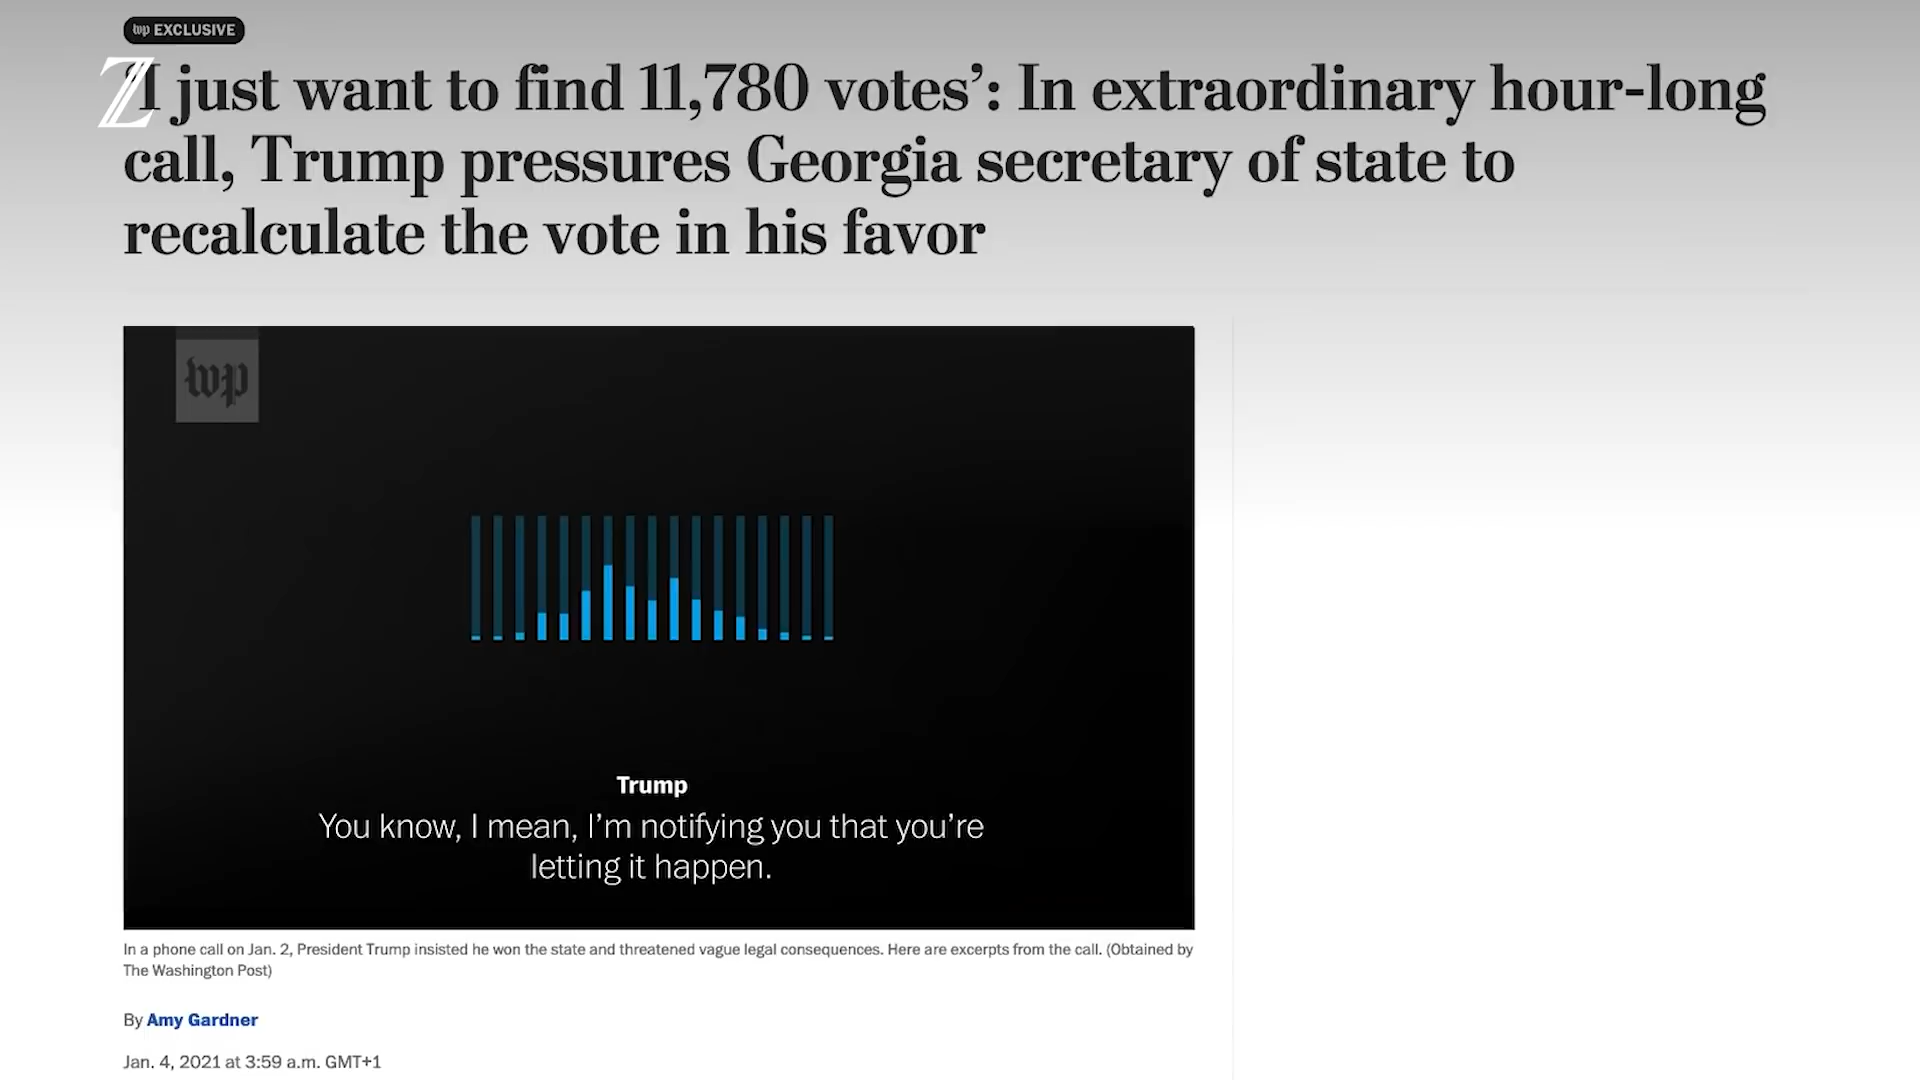 wp EXCLUSIVE
Z
‘I just want to find 11,780 votes’: In extraordinary hour-long
call, Trump pressures Georgia secretary of state to
recalculate the vote in his favor
wp
Trump
You know, I mean, I’m notifying you that you’re
letting it happen.
In a phone call on Jan. 2, President Trump insisted he won the state and threatened vague legal consequences. Here are excerpts from the call. (Obtained by
The Washington Post)
By Amy Gardner
Jan. 4, 2021 at 3:59 a.m. GMT+1